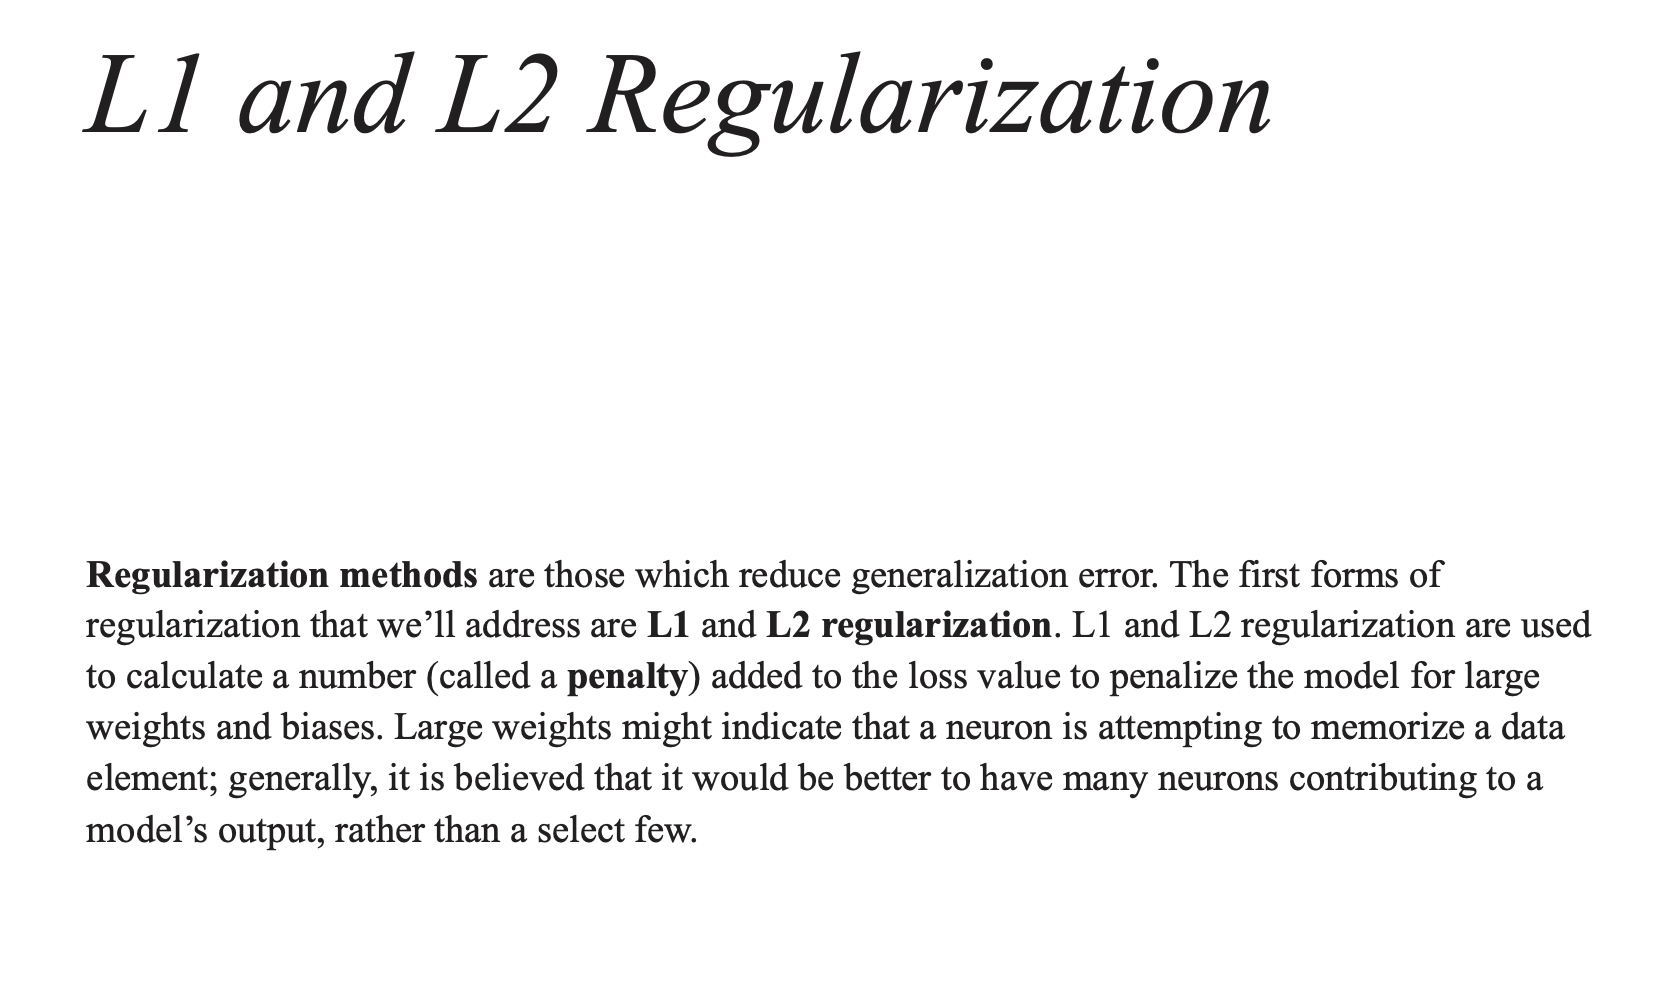 L1 and L2 Regularization
Regularization methods are those which reduce generalization error. The first forms of
regularization that we’ll address are L1 and L2 regularization. L1 and L2 regularization are used
to calculate a number (called a penalty) added to the loss value to penalize the model for large
weights and biases. Large weights might indicate that a neuron is attempting to memorize a data
element; generally, it is believed that it would be better to have many neurons contributing to a
model’s output, rather than a select few.